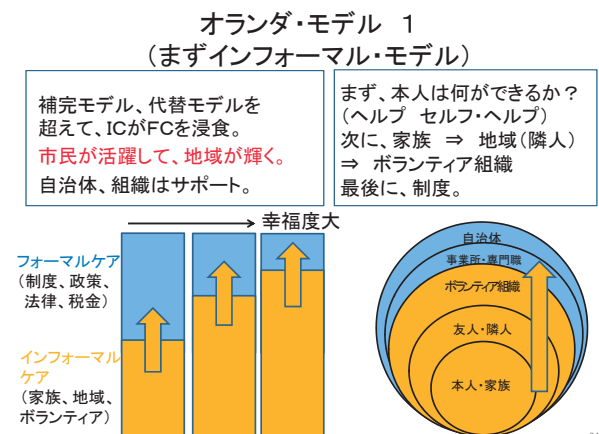 オランダ・モデル 1
(まずインフォーマル・モデル)
補完モデル、代替モデルを
超えて、ICがFCを浸食。
市民が活躍して、地域が輝く。
自治体、組織はサポート。
まず、本人は何ができるか?
(ヘルプ セルフ・ヘルプ)
次に、家族 ⇒ 地域(隣人)
⇒ ボランティア組織
最後に、制度。
幸福度大
フォーマルケア
(制度、政策、
法律、税金)
インフォーマル
ケア
(家族、地域、
ボランティア)
自治体
事業所・専門職
ボランティア組織
友人・隣人
本人・家族